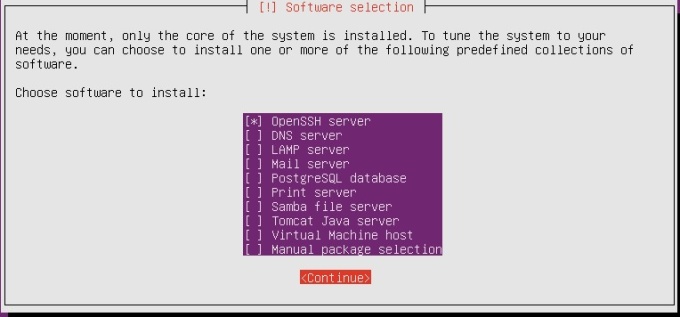 [!] Software selection
At the moment, only the core of the system is installed. To tune the system to your
needs, you can choose to install one or more of the following predefined collections of
software.
Choose software to install:
[*] OpenSSH server
[ ] DNS server
[ ] LAMP server
[ ] Mail server
[ ] PostgreSQL database
[ ] Print server
[ ] Samba file server
[ ] Tomcat Java server
[ ] Virtual Machine host
[ ] Manual package selection
<Continue>